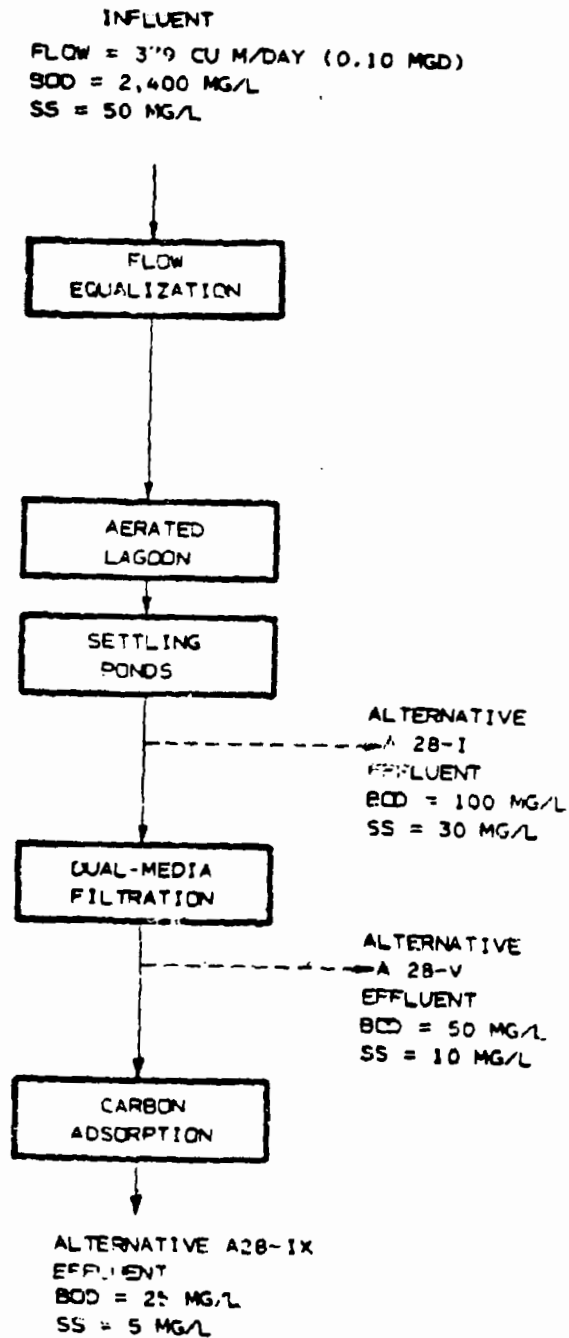 INFLUENT
FLOW = CU M/DAY (0.10 MGD)
BOD = 2,400 MG/L
SS = 50 MG/L
FLOW
EQUALIZATION
AERATED
LAGOON
SETTLING
PONDS
ALTERNATIVE
A 28-I
EFFLUENT
BOD = 100 MG/L
SS = 30 MG/L
DUAL-MEDIA
FILTRATION
ALTERNATIVE
A 28-V
EFFLUENT
BOD = 50 MG/L
SS = 10 MG/L
CARBON
ADSORPTION
ALTERNATIVE A28-IX
EFFLUENT
BOD = MG/L
SS = 5 MG/L